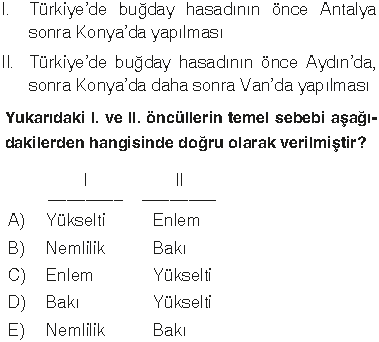 I. Türkiye'de buğday hasadının önce Antalya
sonra Konya'da yapılması
II. Türkiye'de buğday hasadının önce Aydın'da,
sonra Konya'da daha sonra Van'da yapılması
Yukarıdaki I. ve II. öncüllerin temel sebebi aşağı-
dakilerden hangisinde doğru olarak verilmiştir?
I II
A) Yükselti Enlem
B) Nemlilik Bakı
C) Enlem Yükselti
D) Bakı Yükselti
E) Nemlilik Bakı